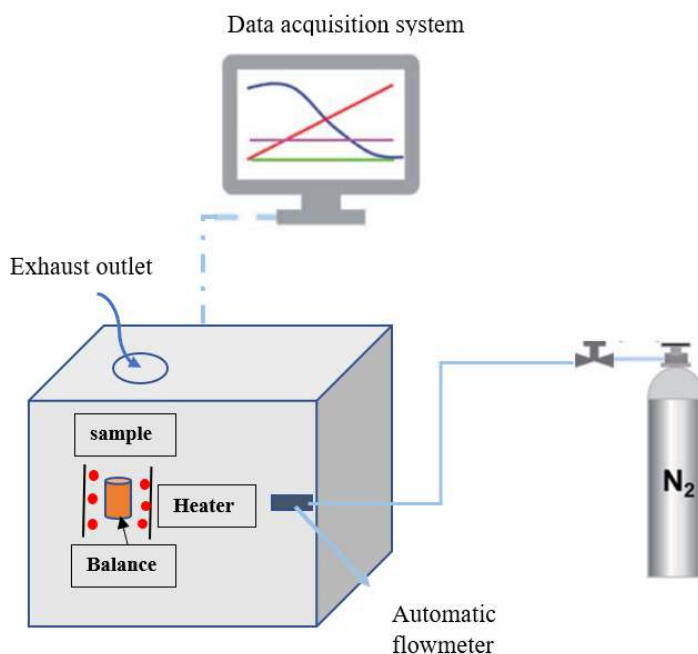 Data acquisition system
Exhaust outlet
sample
Heater
Balance
N₂
Automatic
flowmeter